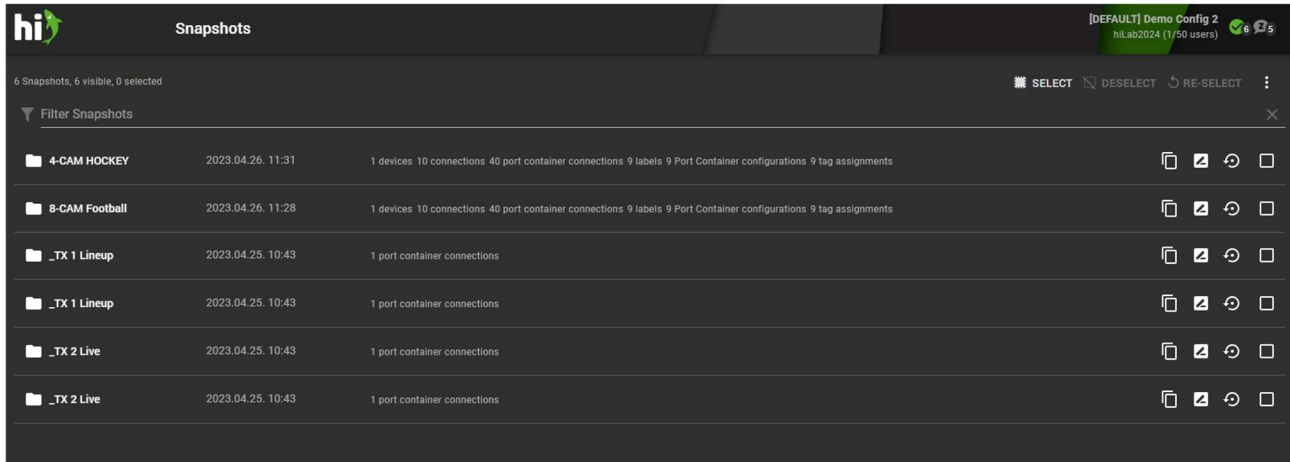 hi
Snapshots
[DEFAULT] Demo Config 2
hiLab2024 (1/50 users)
6
5
6 Snapshots, 6 visible, 0 selected
SELECT
DESELECT
RE-SELECT
Filter Snapshots
4-CAM HOCKEY 2023.04.26. 11:31 1 devices 10 connections 40 port container connections 9 labels 9 Port Container configurations 9 tag assignments
8-CAM Football 2023.04.26. 11:28 1 devices 10 connections 40 port container connections 9 labels 9 Port Container configurations 9 tag assignments
_TX 1 Lineup 2023.04.25. 10:43 1 port container connections
_TX 1 Lineup 2023.04.25. 10:43 1 port container connections
_TX 2 Live 2023.04.25. 10:43 1 port container connections
_TX 2 Live 2023.04.25. 10:43 1 port container connections